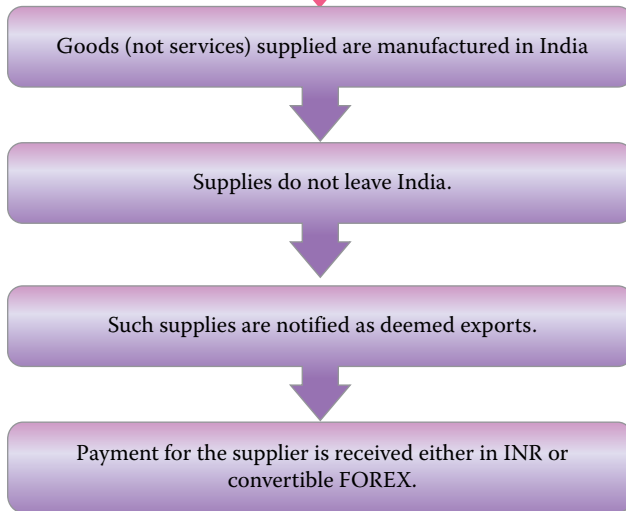 Goods (not services) supplied are manufactured in India
Supplies do not leave India.
Such supplies are notified as deemed exports.
Payment for the supplier is received either in INR or
convertible FOREX.